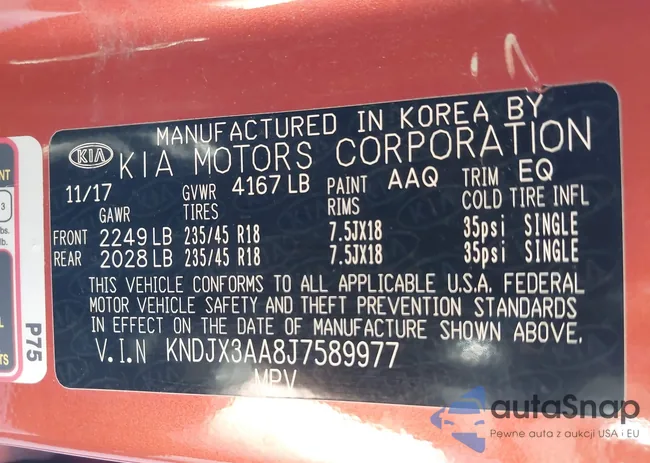 MANUFACTURED IN KOREA BY
KIA KIA MOTORS CORPORATION
11/17 GVWR 4167 LB PAINT AAQ TRIM EQ
GAWR TIRES RIMS COLD TIRE INFL
FRONT 2249 LB 235/45 R18 7.5JX18 35psi SINGLE
REAR 2028 LB 235/45 R18 7.5JX18 35psi SINGLE
THIS VEHICLE CONFORMS TO ALL APPLICABLE U.S.A. FEDERAL
MOTOR VEHICLE SAFETY AND THEFT PREVENTION STANDARDS
IN EFFECT ON THE DATE OF MANUFACTURE SHOWN ABOVE.
V.I.N KNDJX3AA8J7589977
MPV
P75
autaSnap
Pewne auta z aukcji USA i EU